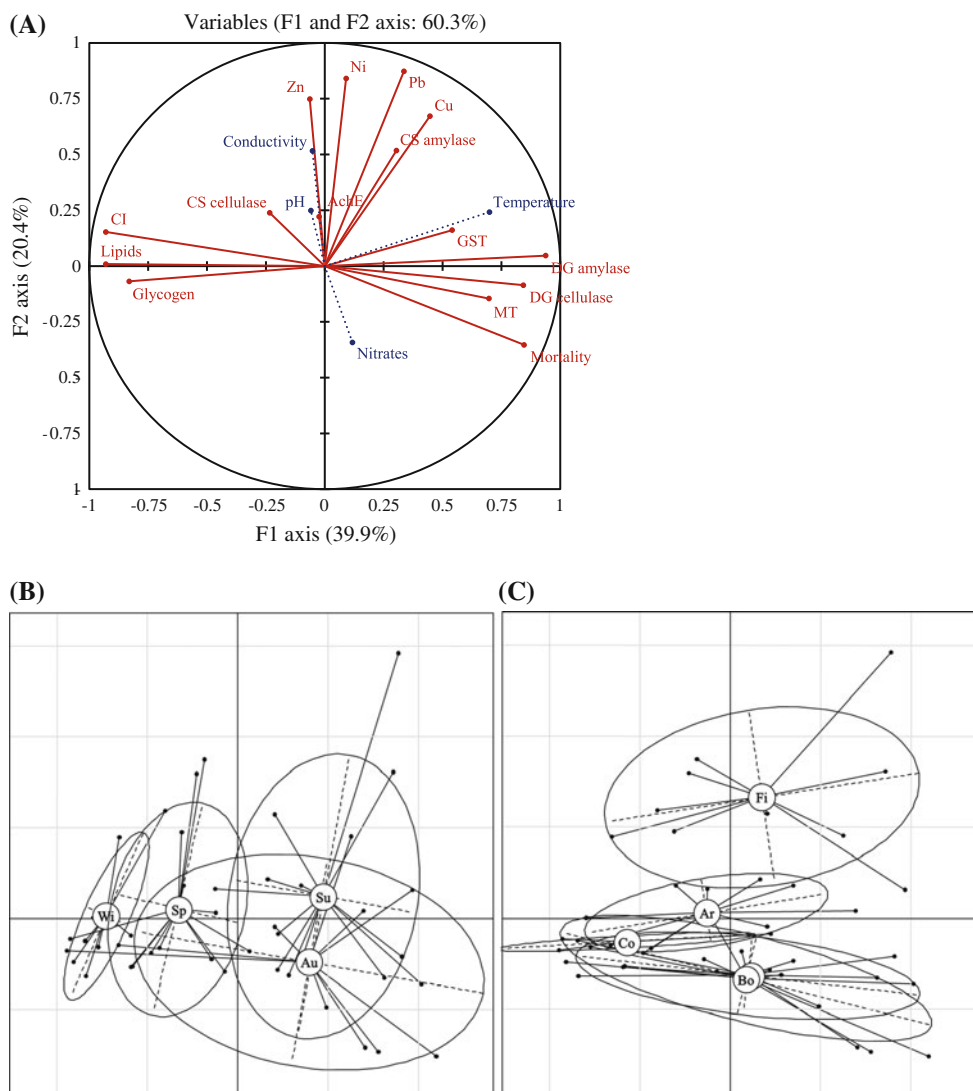 (A)
Variables (F1 and F2 axis: 60.3%)
1
Ni
Pb
Zn
0.75
Cu
Conductivity
0.5
CS amylase
CS cellulase
pH
0.25
AchE
Temperature
CI
GST
Lipids
0
DG amylase
Glycogen
DG cellulase
MT
-0.25
Nitrates
Mortality
0.5
-
-0.75
1
-
-1
-0.75
-0.5
-0.25
0
0.25
0.5
0.75
1
F1 axis (39.9%)
F2 axis (20.4%)
(B)
Wi
Sp
Su
Au
(C)
Fi
Ar
Co
Bo